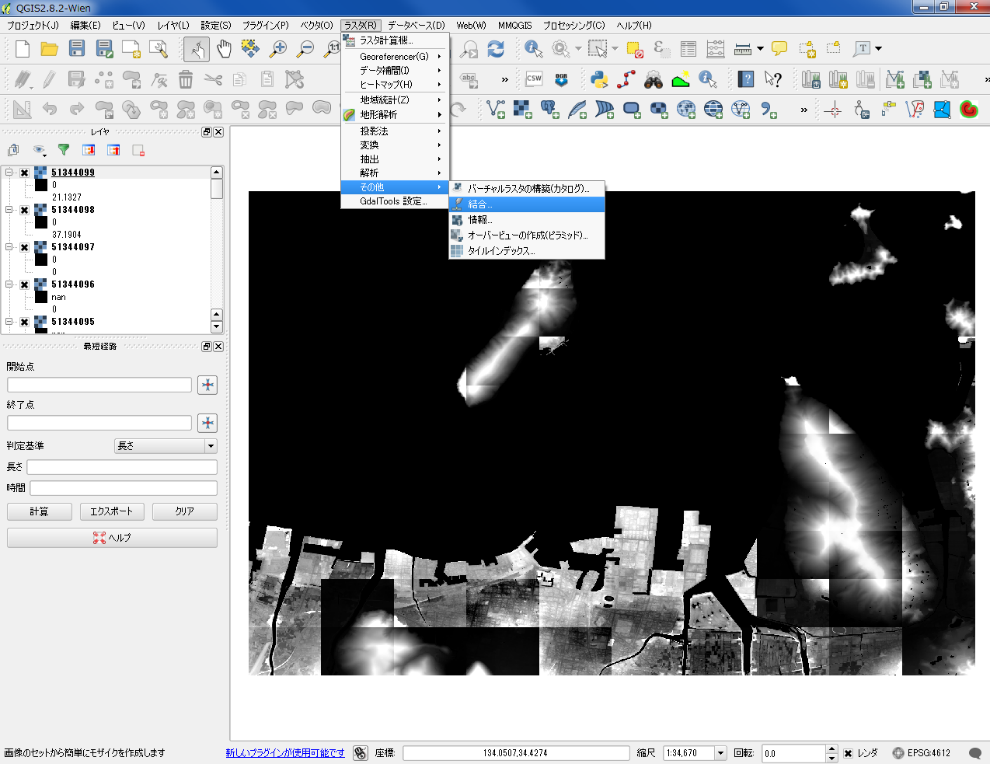 QGIS2.8.2-Wien
プロジェクト(J) 編集(E) ビュー(V) レイヤ(L) 設定(S) プラグイン(P) ベクタ(O) ラスタ(R) データベース(D) Web(W) MMQGIS プロセッシング(C) ヘルプ(H)
ラスタ計算機...
Georeferencer(G)
データ補間(I)
ヒートマップ(H)
地域統計(Z)
地形解析
投影法
変換
抽出
解析
その他
GdalTools 設定...
バーチャルラスタの構築(カタログ)...
結合...
情報...
オーバービューの作成(ピラミッド)...
タイルインデックス...
abc
CSW
レイヤ
51344099
0
21.1327
51344098
0
37.1904
51344097
0
0
51344096
nan
0
51344095
最短経路
開始点
終了点
判定基準 長さ
長さ
時間
計算 エクスポート クリア
ヘルプ
画像のセットから簡単にモザイクを作成します 新しいプラグインが使用可能です 座標: 134.0507,34.4274 縮尺 1:34,670 回転: 0.0 レンダ EPSG:4612